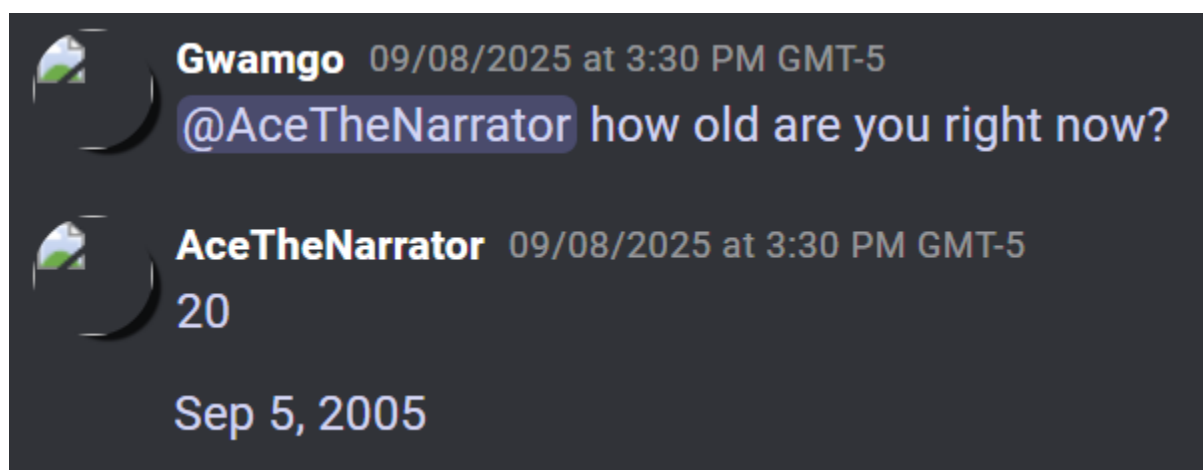 Gwamgo 09/08/2025 at 3:30 PM GMT-5
@AceTheNarrator how old are you right now?
AceTheNarrator 09/08/2025 at 3:30 PM GMT-5
20
Sep 5, 2005